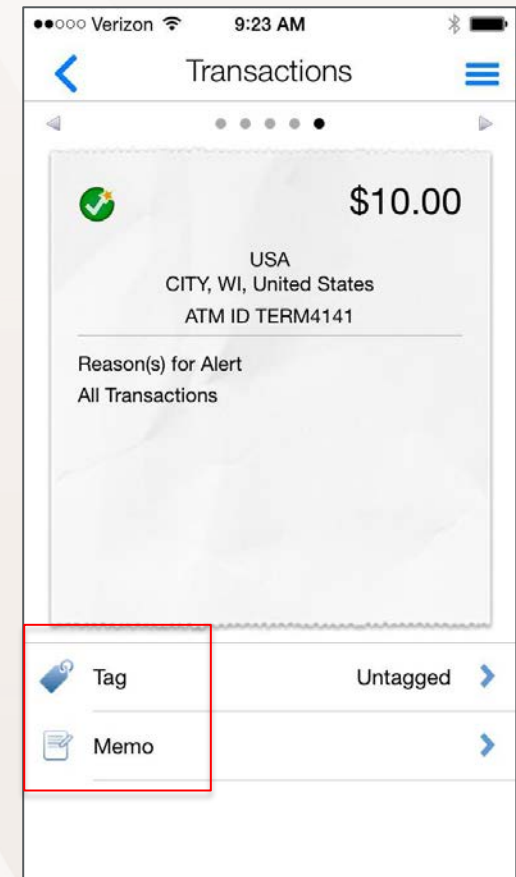 Verizon 9:23 AM
Transactions
$10.00
USA
CITY, WI, United States
ATM ID TERM4141
Reason(s) for Alert
All Transactions
Tag Untagged
Memo